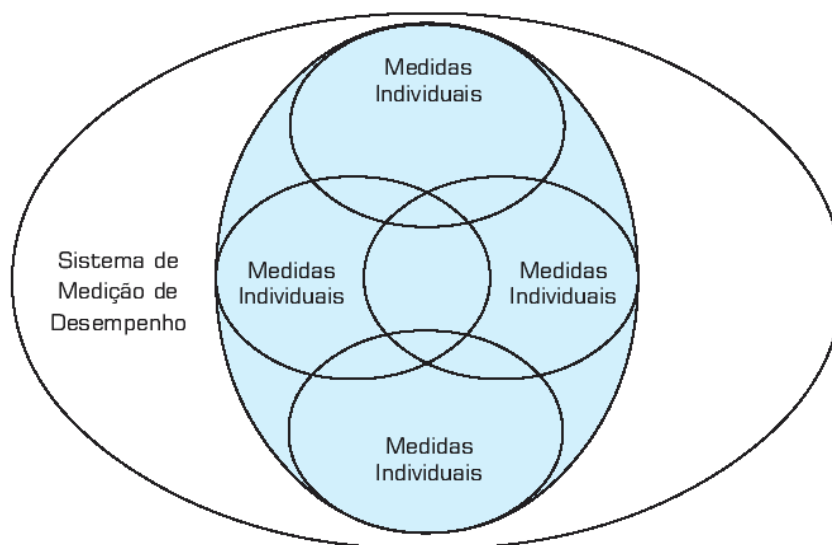 Medidas
Individuais
Sistema de
Medição de
Desempenho
Medidas
Individuais
Medidas
Individuais
Medidas
Individuais